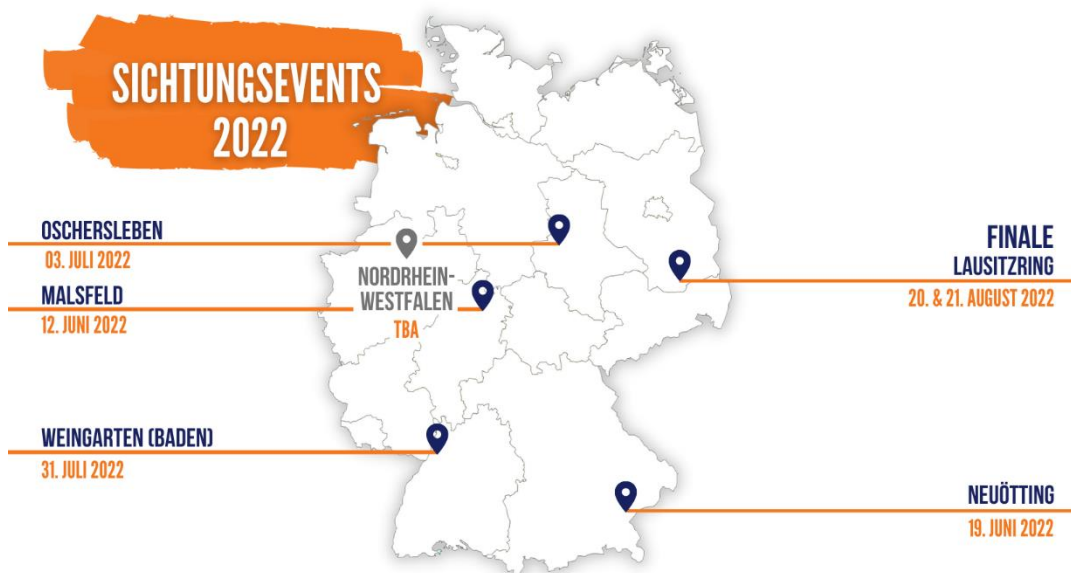 SICHTUNGSEVENTS
2022
OSCHERSLEBEN
03. JULI 2022
MALSFELD
12. JUNI 2022
NORDRHEIN-
WESTFALEN
TBA
FINALE
LAUSITZRING
20. & 21. AUGUST 2022
WEINGARTEN (BADEN)
31. JULI 2022
NEUÖTTING
19. JUNI 2022